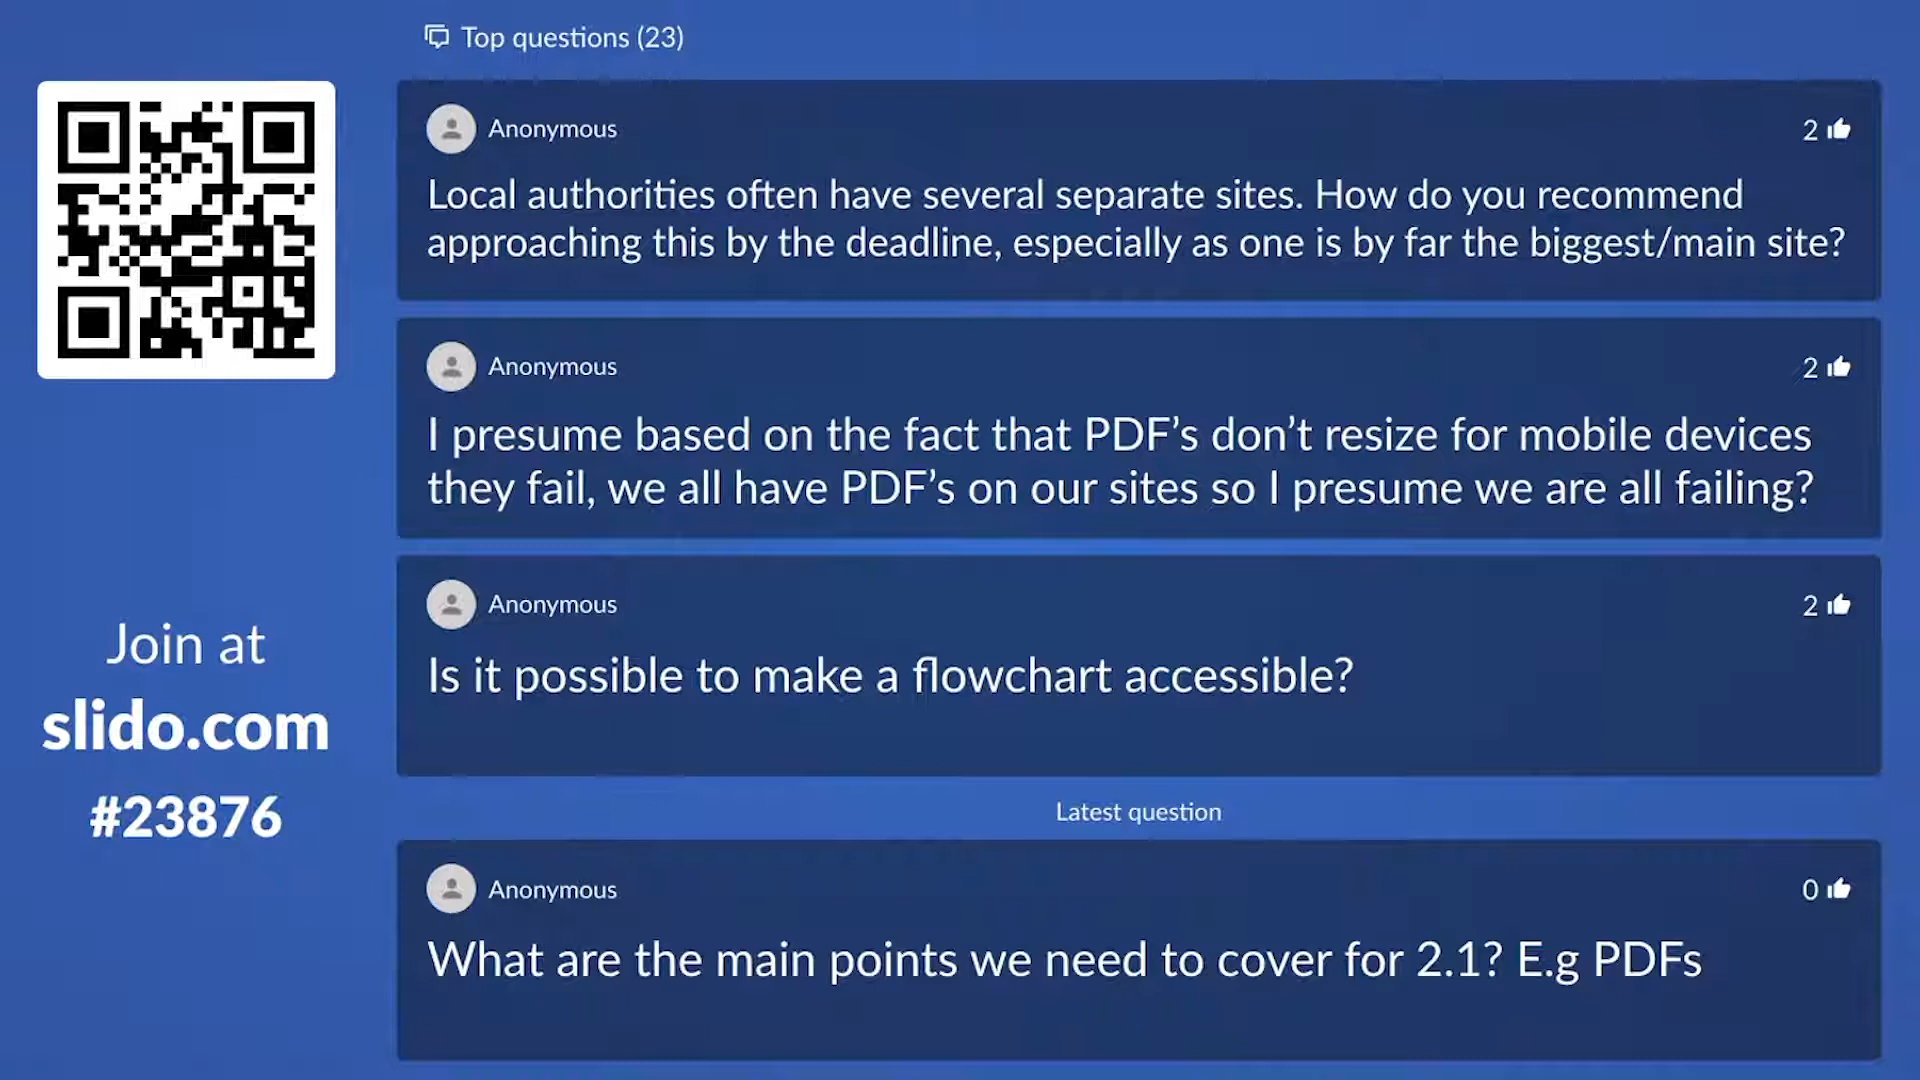 Top questions (23)
Anonymous
2
Local authorities often have several separate sites. How do you recommend
approaching this by the deadline, especially as one is by far the biggest/main site?
Anonymous
2
I presume based on the fact that PDF’s don’t resize for mobile devices
they fail, we all have PDF’s on our sites so I presume we are all failing?
Anonymous
2
Is it possible to make a flowchart accessible?
Latest question
Anonymous
0
What are the main points we need to cover for 2.1? E.g PDFs
Join at
slido.com
#23876